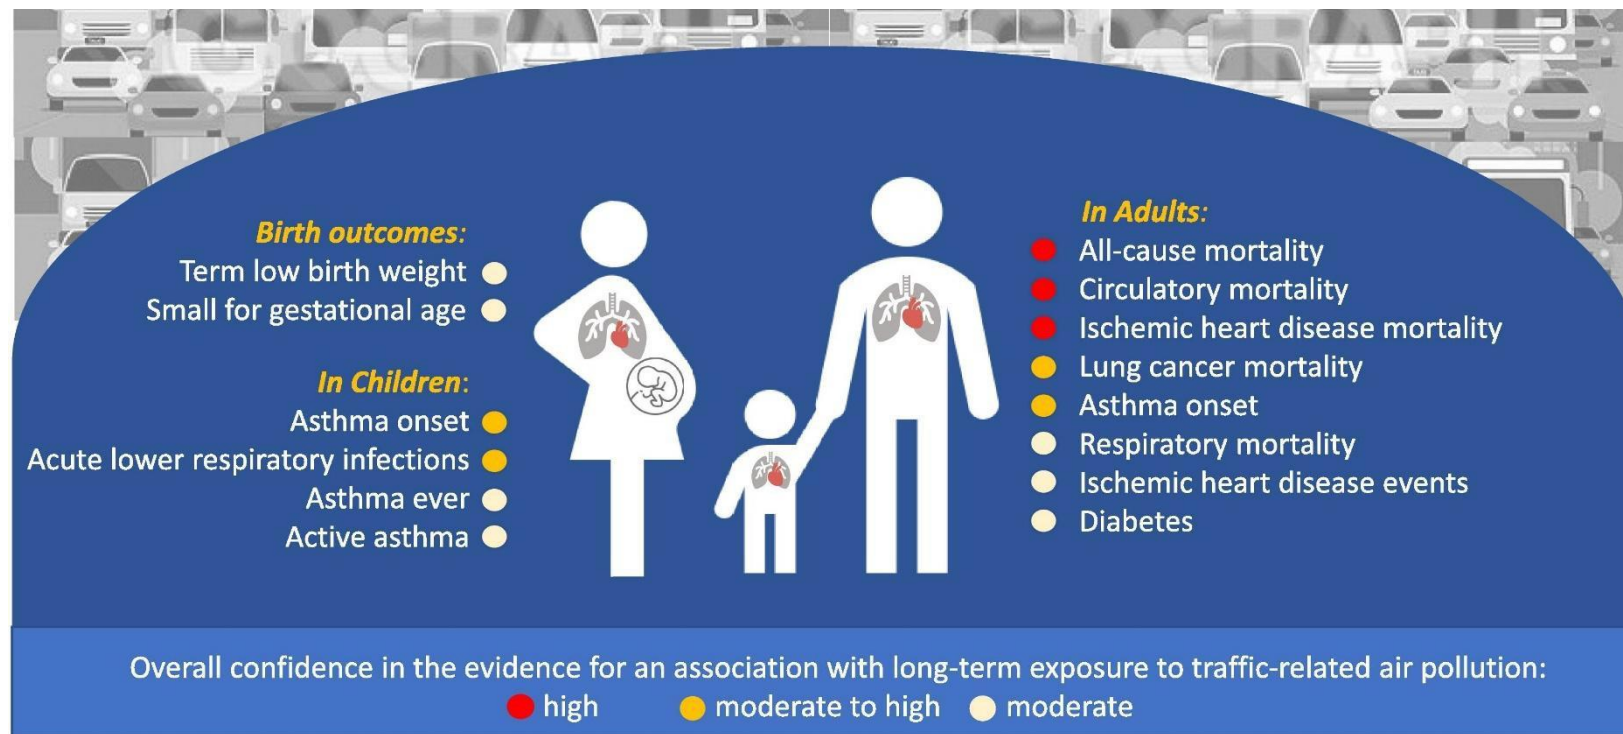 Birth outcomes:
Term low birth weight
Small for gestational age
In Children:
Asthma onset
Acute lower respiratory infections
Asthma ever
Active asthma
In Adults:
All-cause mortality
Circulatory mortality
Ischemic heart disease mortality
Lung cancer mortality
Asthma onset
Respiratory mortality
Ischemic heart disease events
Diabetes
Overall confidence in the evidence for an association with long-term exposure to traffic-related air pollution:
high moderate to high moderate